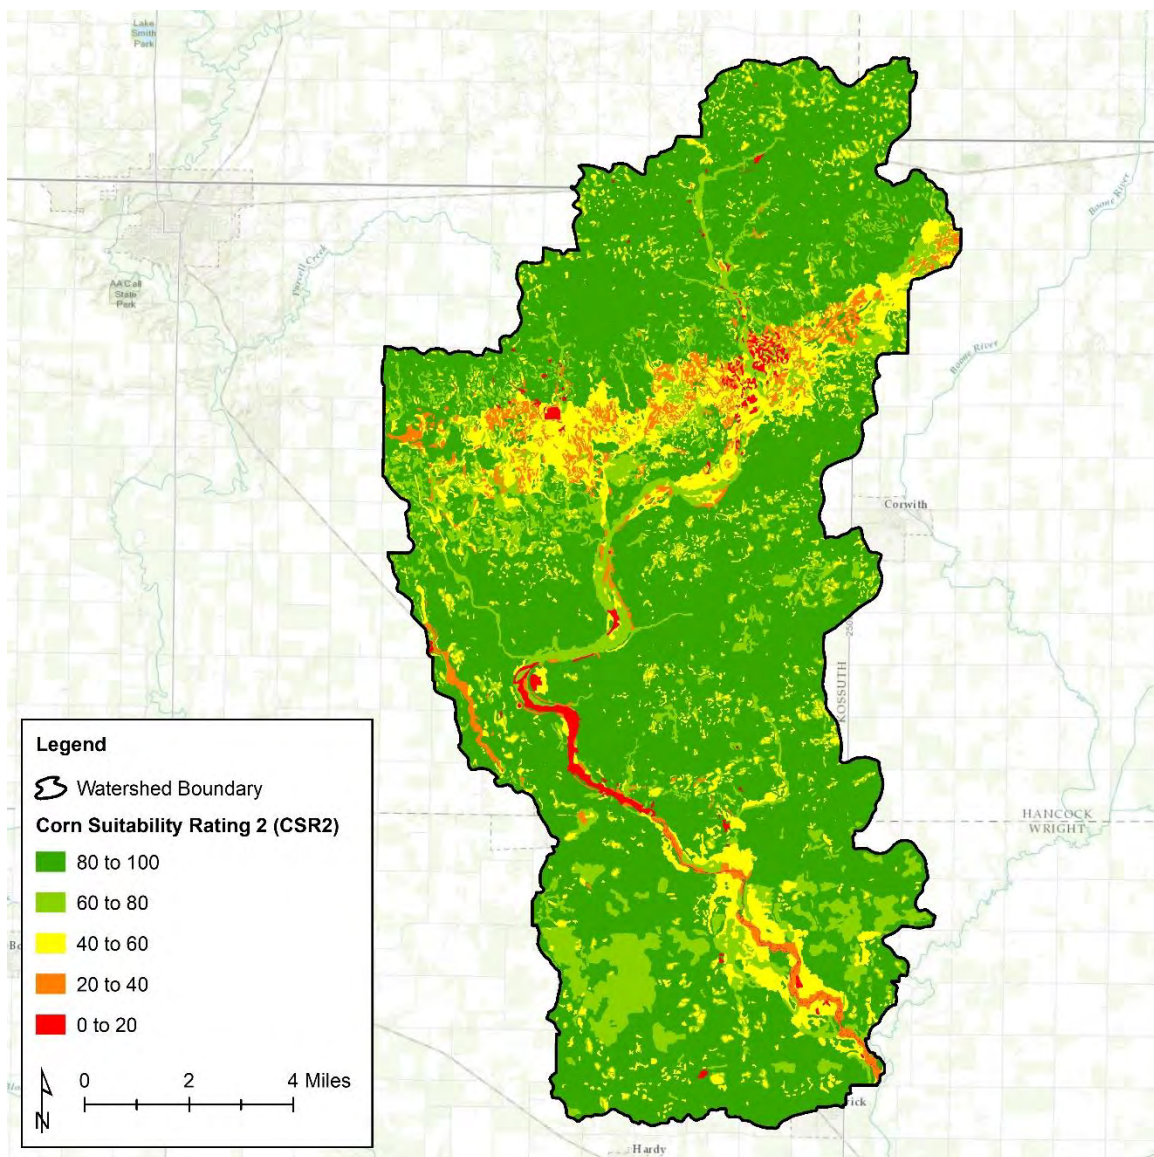 Lake
Smith
Park
Boone River
Purcell Creek
AA Call
State
Park
Boone River
Corwith
KOSSUTH
HANCOCK
WRIGHT
Legend
Watershed Boundary
Corn Suitability Rating 2 (CSR2)
80 to 100
60 to 80
40 to 60
20 to 40
0 to 20
0 2 4 Miles
N
Hardy